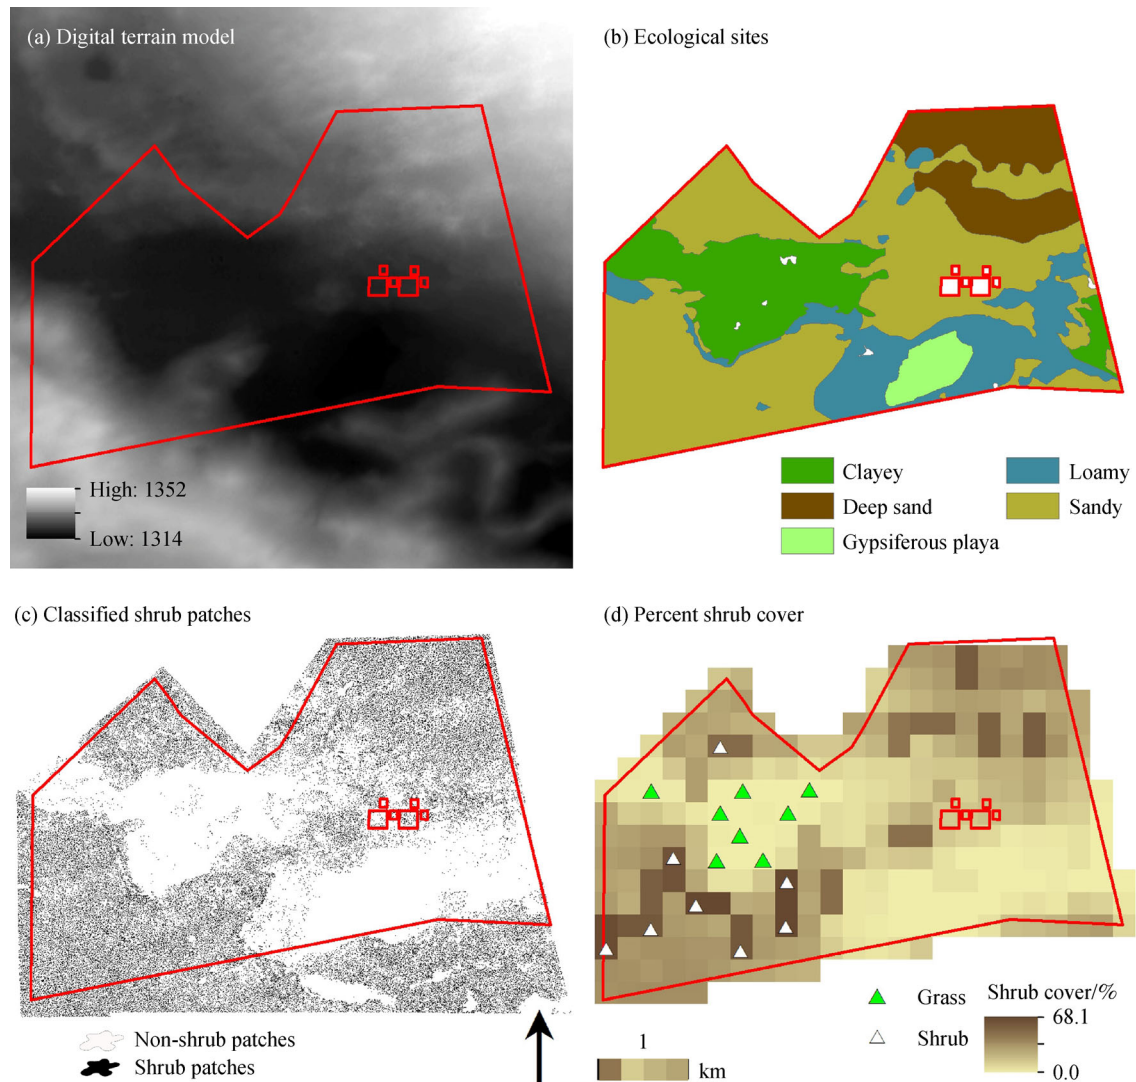 (a) Digital terrain model
High: 1352
Low: 1314
(b) Ecological sites
Clayey
Loamy
Deep sand
Sandy
Gypsiferous playa
(c) Classified shrub patches
Non-shrub patches
Shrub patches
(d) Percent shrub cover
Grass
Shrub
Shrub cover/%
68.1
0.0
1
km